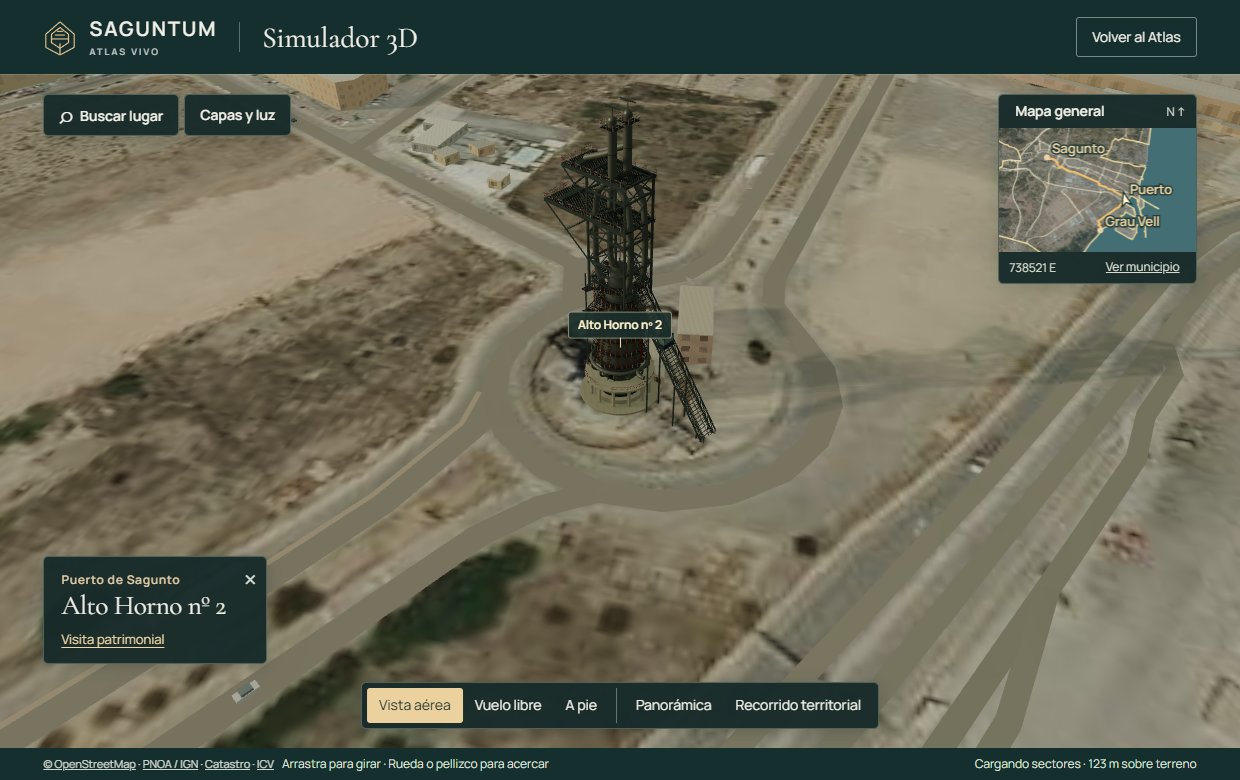 SAGUNTUM
ATLAS VIVO
Simulador 3D
Volver al Atlas
Buscar lugar
Capas y luz
Mapa general
N ↑
Sagunto
Puerto
Grau Vell
738521 E
Ver municipio
Alto Horno nº 2
Puerto de Sagunto
Alto Horno nº 2
Visita patrimonial
Vista aérea
Vuelo libre
A pie
Panorámica
Recorrido territorial
© OpenStreetMap · PNOA / IGN · Catastro · ICV Arrastra para girar · Rueda o pellizco para acercar
Cargando sectores · 123 m sobre terreno